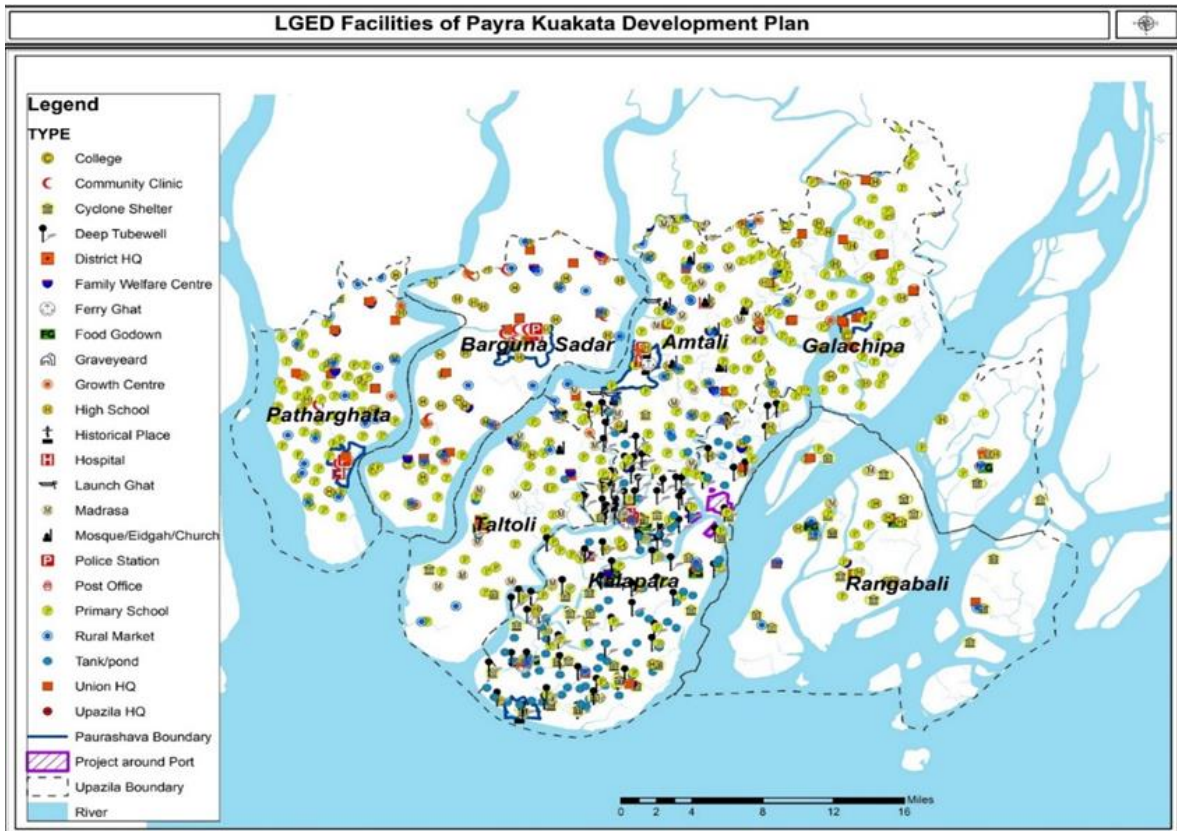 LGED Facilities of Payra Kuakata Development Plan
Legend
TYPE
College
Community Clinic
Cyclone Shelter
Deep Tubewell
District HQ
Family Welfare Centre
Ferry Ghat
FG Food Godown
Graveyeard
Growth Centre
High School
Historical Place
Hospital
Launch Ghat
Madrasa
Mosque/Eidgah/Church
Police Station
Post Office
Primary School
Rural Market
Tank/pond
Union HQ
Upazila HQ
Paurashava Boundary
Project around Port
Upazila Boundary
River
Barguna Sadar
Amtali
Galachipa
Patharghata
Taltoli
Kalapara
Rangabali
Miles
0 2 4 8 12 16